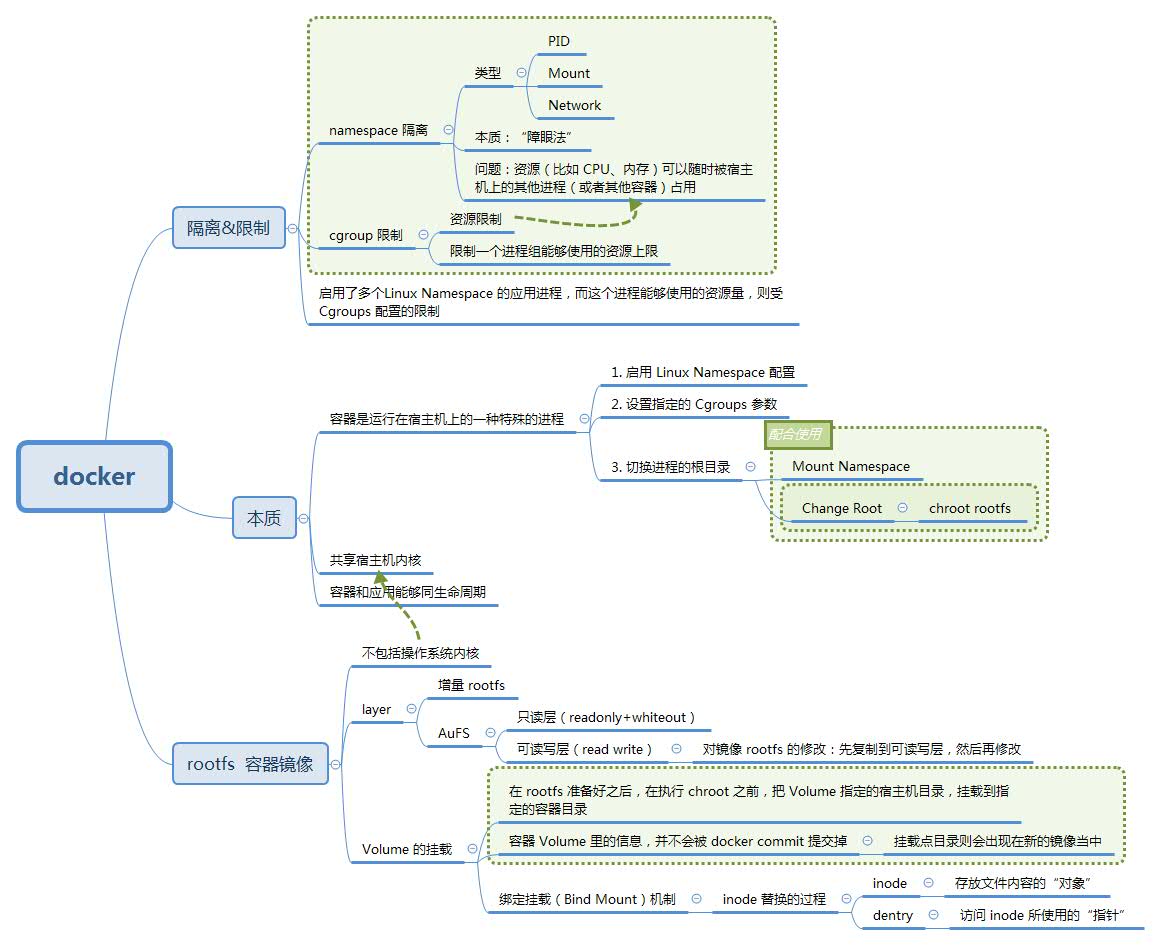 docker
隔离&限制
namespace 隔离
类型
PID
Mount
Network
本质：“障眼法”
问题：资源（比如 CPU、内存）可以随时被宿主
机上的其他进程（或者其他容器）占用
cgroup 限制
资源限制
限制一个进程组能够使用的资源上限
启用了多个Linux Namespace 的应用进程，而这个进程能够使用的资源量，则受
Cgroups 配置的限制
本质
容器是运行在宿主机上的一种特殊的进程
1. 启用 Linux Namespace 配置
2. 设置指定的 Cgroups 参数
3. 切换进程的根目录
配合使用
Mount Namespace
Change Root
chroot rootfs
共享宿主机内核
容器和应用能够同生命周期
rootfs 容器镜像
不包括操作系统内核
layer
增量 rootfs
AuFS
只读层（readonly+whiteout）
可读写层（read write）
对镜像 rootfs 的修改：先复制到可读写层，然后再修改
Volume 的挂载
在 rootfs 准备好之后，在执行 chroot 之前，把 Volume 指定的宿主机目录，挂载到指
定的容器目录
容器 Volume 里的信息，并不会被 docker commit 提交掉
挂载点目录则会出现在新的镜像当中
绑定挂载（Bind Mount）机制
inode 替换的过程
inode
存放文件内容的“对象”
dentry
访问 inode 所使用的“指针”